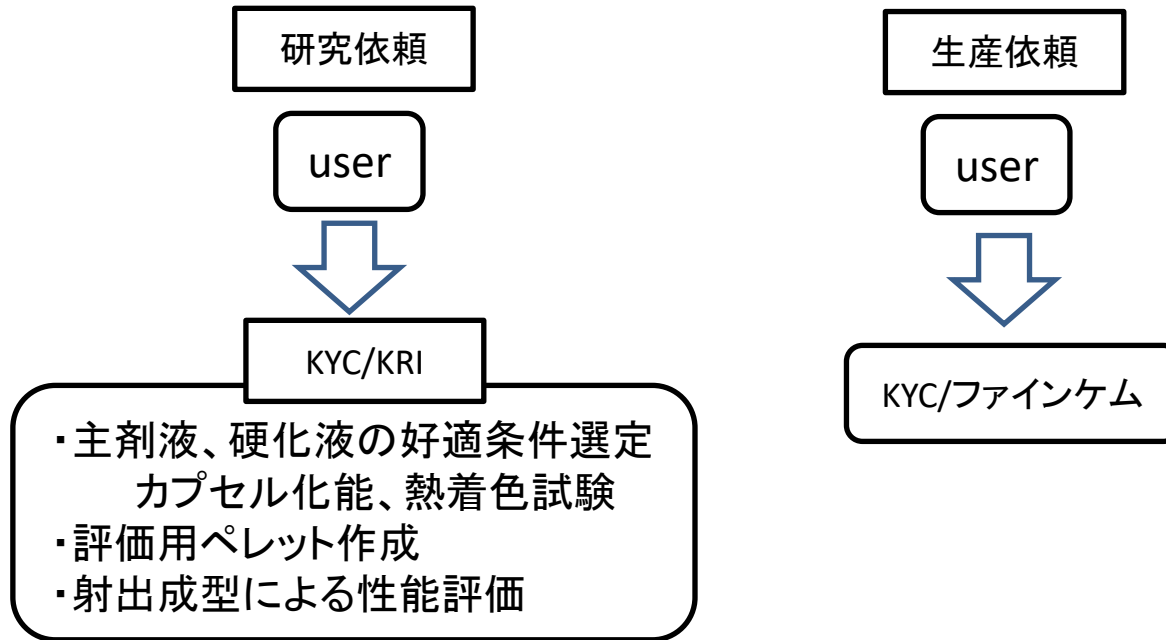 研究依頼
user
KYC/KRI
・主剤液、硬化液の好適条件選定
カプセル化能、熱着色試験
・評価用ペレット作成
・射出成型による性能評価
生産依頼
user
KYC/ファインケム